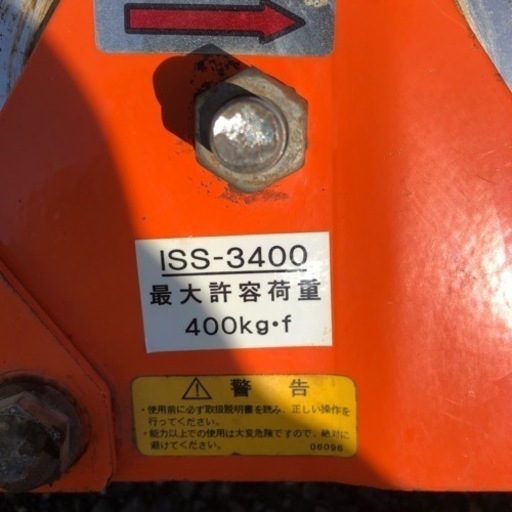 ISS-3400
最大許容荷重
400kg・f
警告
・使用前に必ず取扱説明書を読み、正しい操作を
行ってください。
・能力以上での使用は大変危険ですので、絶対に
避けてください。
06096